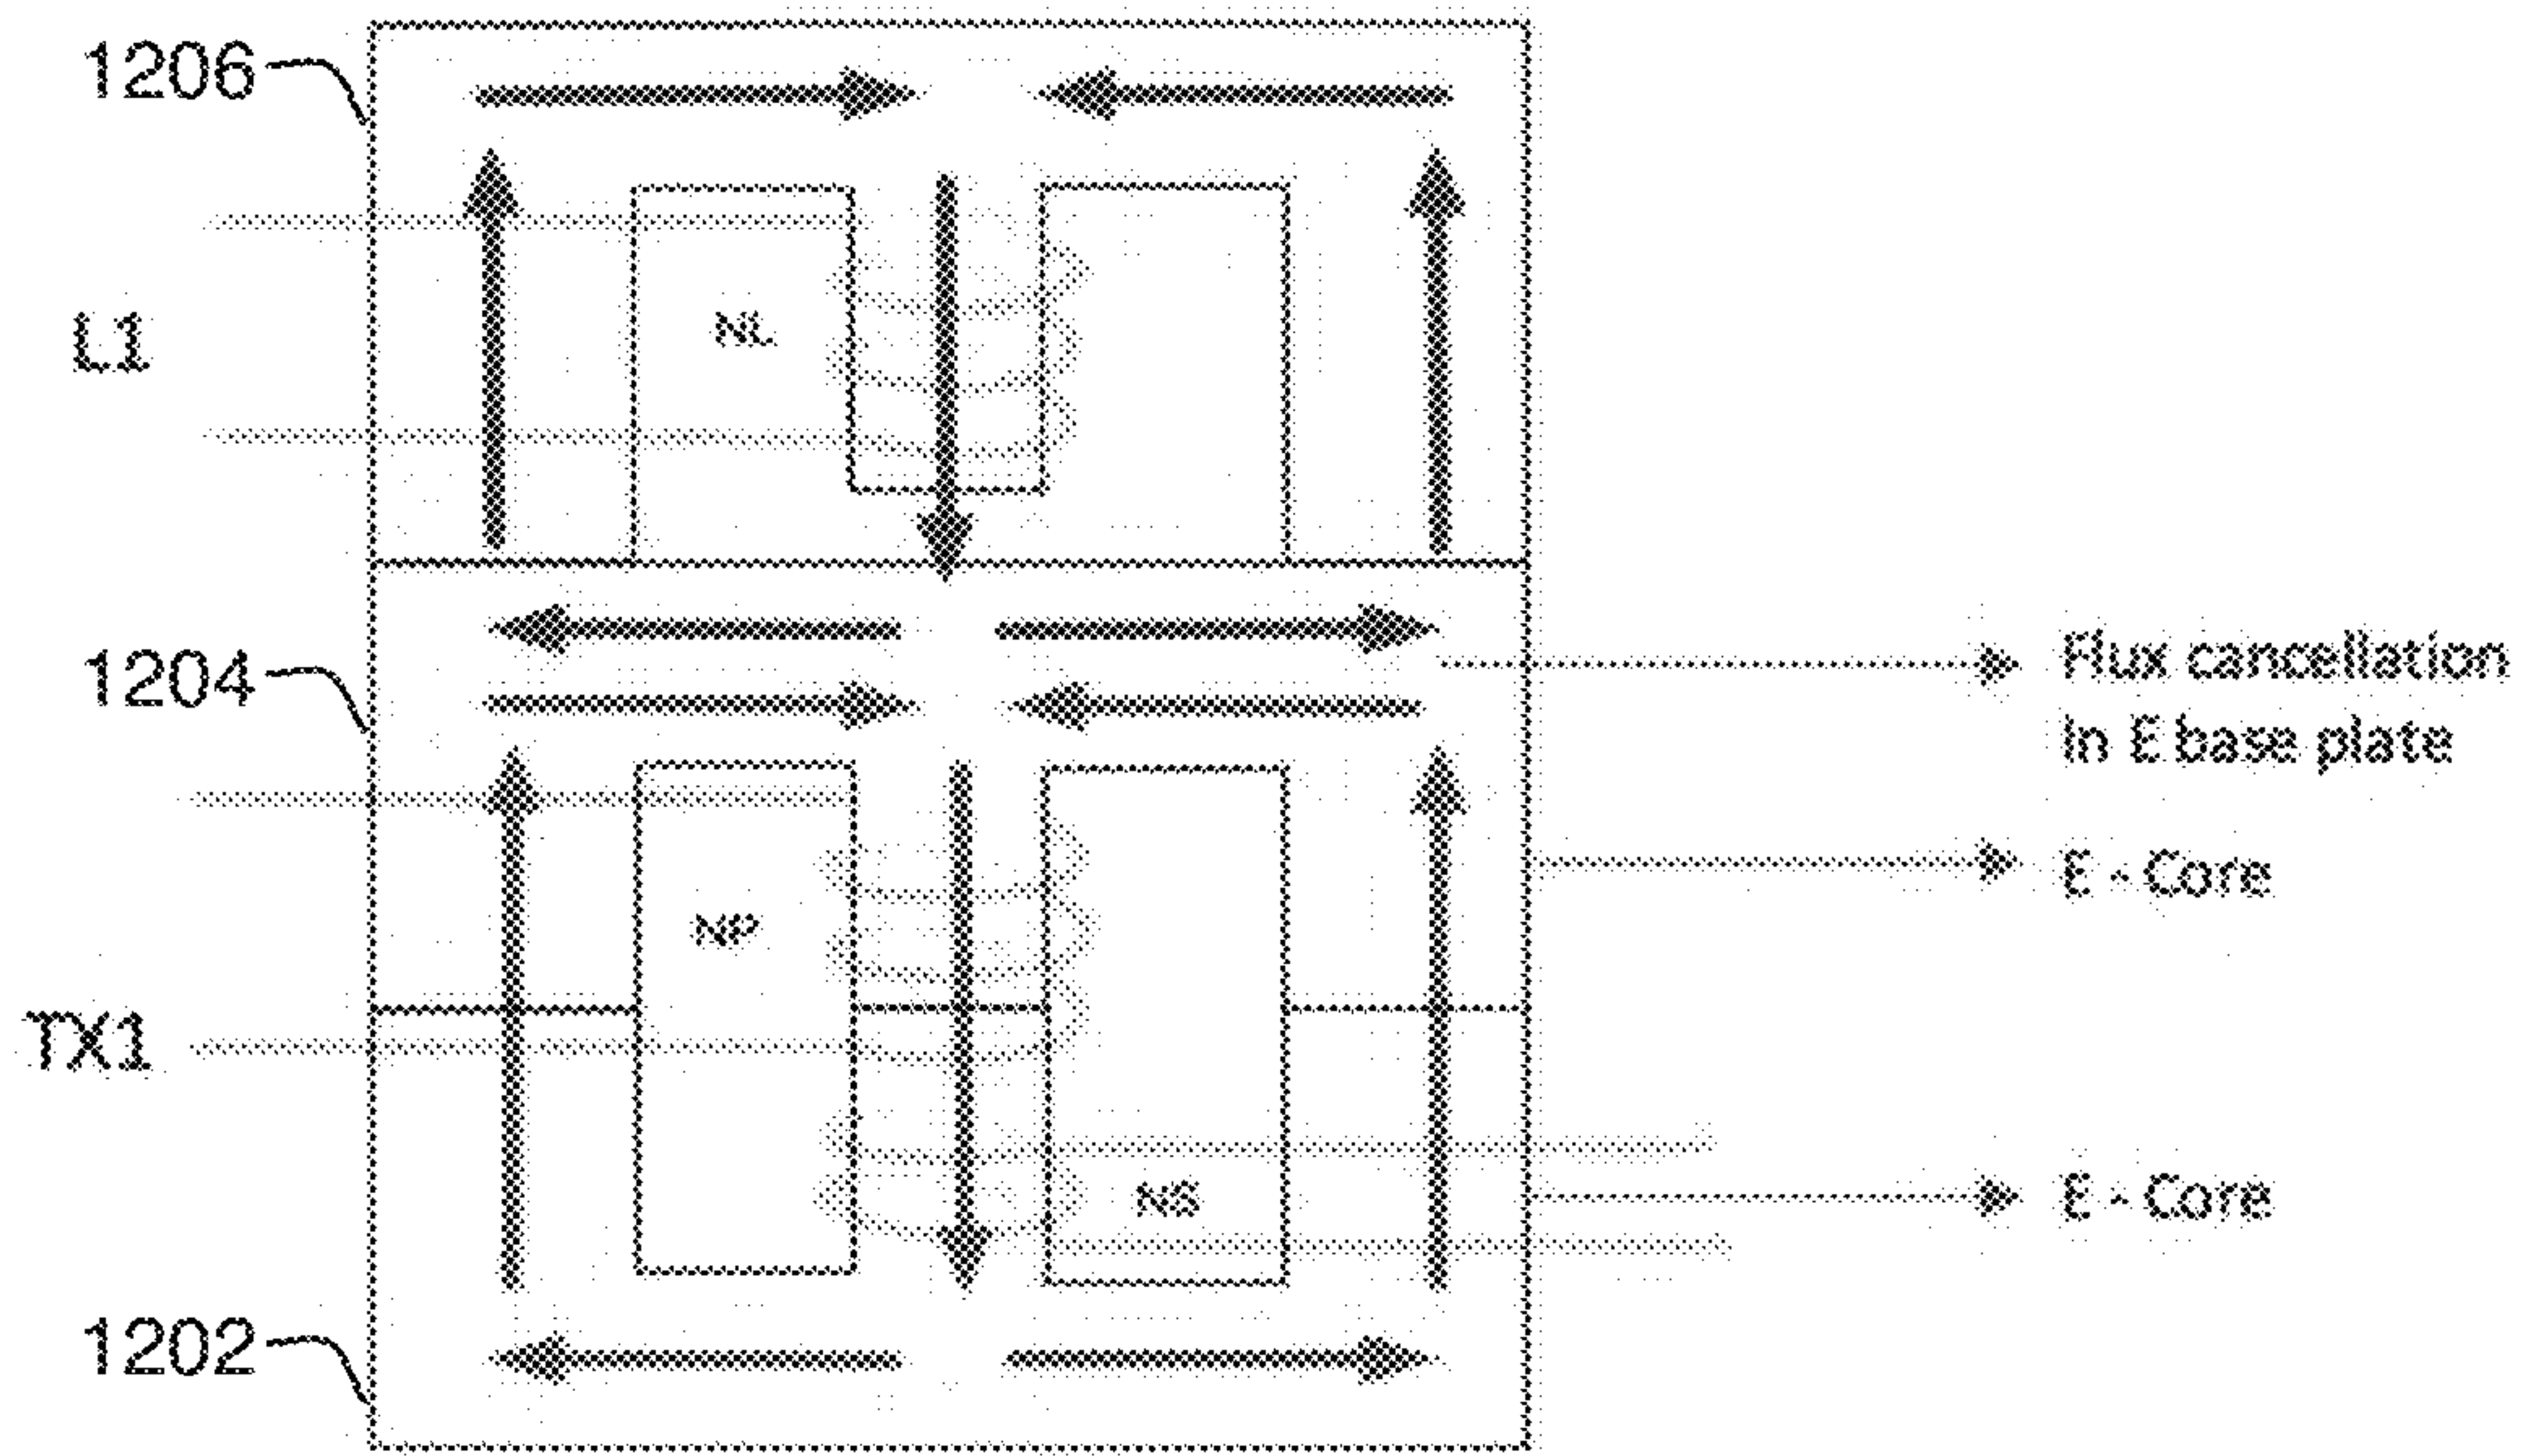 1206
L1
NL
1204
Flux cancellation
in E base plate
E - Core
NP
TX1
NS
E - Core
1202